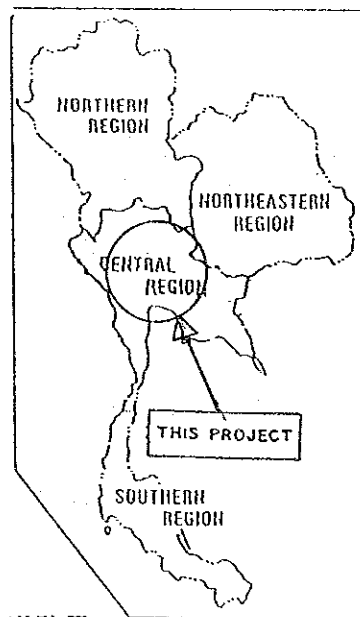 NORTHERN
REGION
NORTHEASTERN
REGION
CENTRAL
REGION
THIS PROJECT
SOUTHERN
REGION